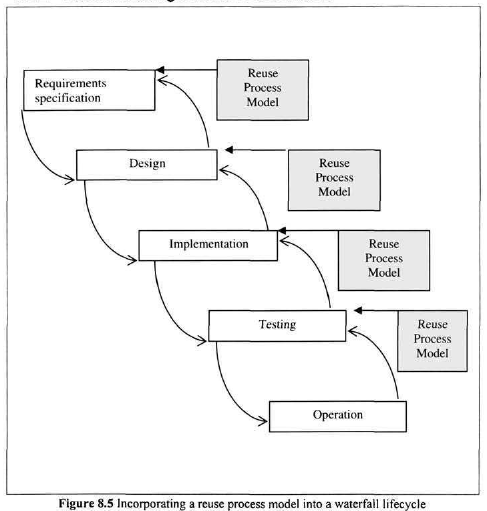 Requirements
specification
Reuse
Process
Model
Design
Reuse
Process
Model
Implementation
Reuse
Process
Model
Testing
Reuse
Process
Model
Operation
Figure 8.5 Incorporating a reuse process model into a waterfall lifecycle